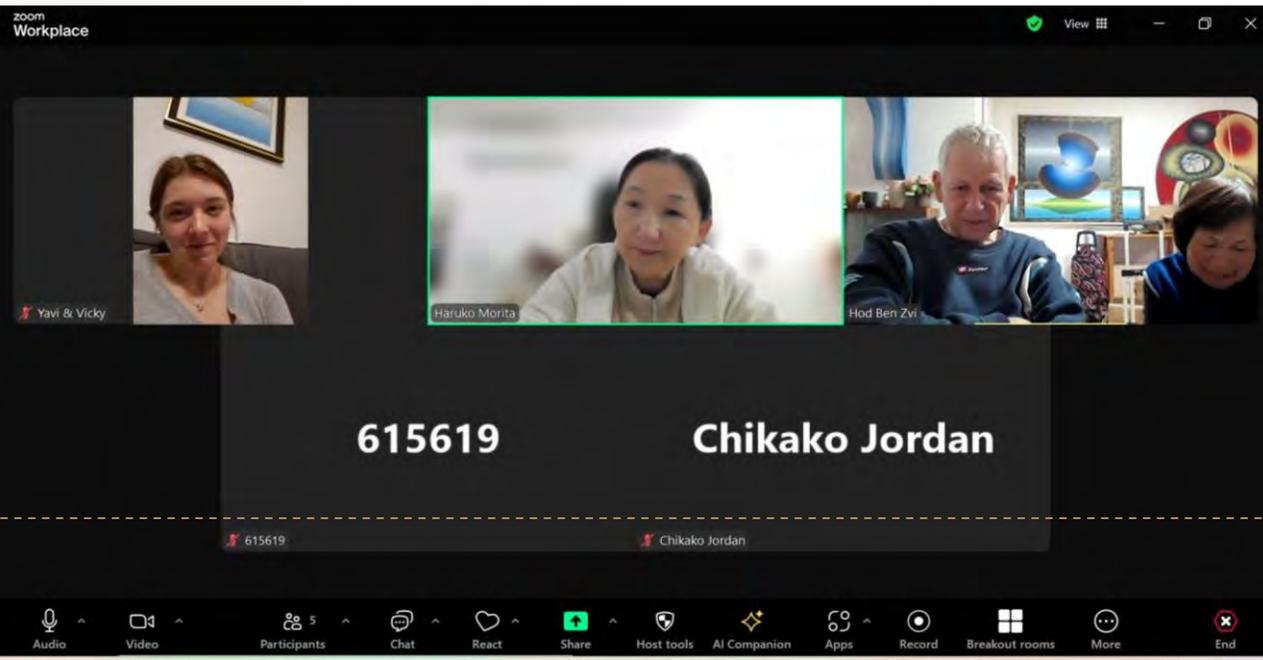 zoom
Workplace
View
Yavi & Vicky
Haruko Morita
Hod Ben Zvi
615619
Chikako Jordan
615619
Chikako Jordan
Audio
Video
5
Participants
Chat
React
Share
Host tools
AI Companion
Apps
Record
Breakout rooms
More
End